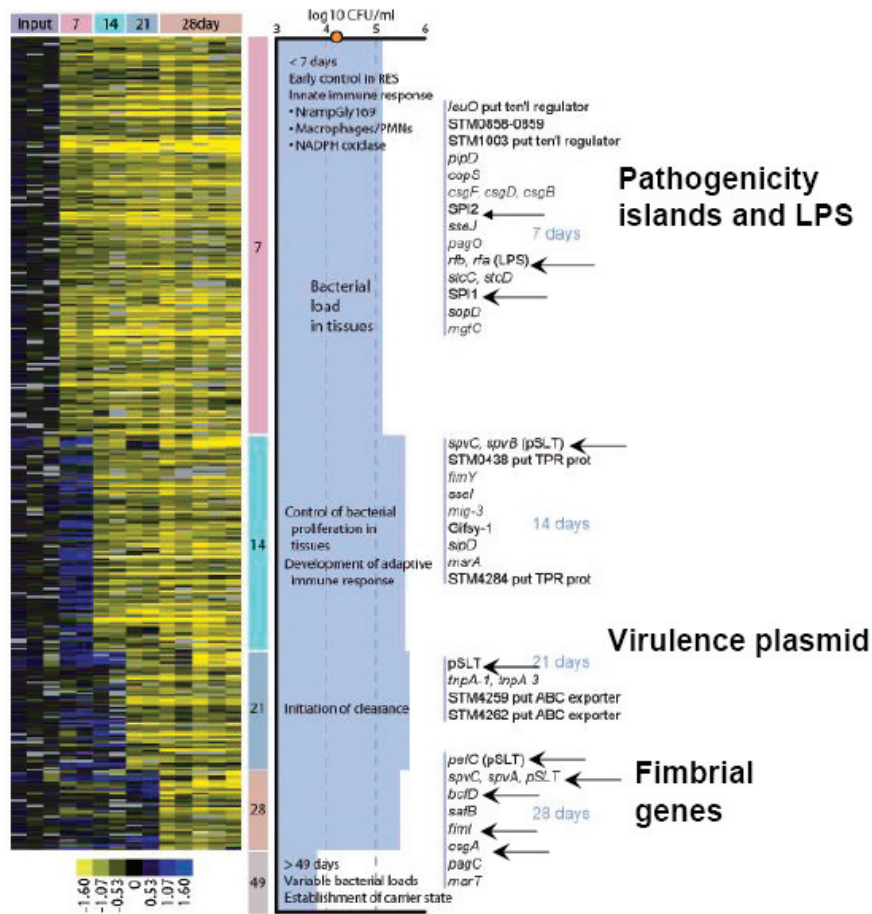 Input 7 14 21 28day
log10 CFU/ml
3 4 5 6
< 7 days
Early control in RES
Innate immune response
• NrampGly169
• Macrophages/PMNs
• NADPH oxidase
leuO put ten'l regulator
STM0858-0859
STM1003 put ten'l regulator
pipD
copS
csgF, csgD, csgB
SPI2
sseJ
pagO
7 days
rfb, rfa (LPS)
stcC, stcD
SPI1
sopD
mgtC
Pathogenicity
islands and LPS
7
Bacterial
load
in tissues
spvC, spvB (pSLT)
STM0438 put TPR prot
fimY
sseI
mig-3
Gifsy-1
14 days
sipD
marA
STM4284 put TPR prot
14
Control of bacterial
proliferation in
tissues
Development of adaptive
immune response
Virulence plasmid
pSLT
21 days
tnpA-1, tnpA 3
STM4259 put ABC exporter
STM4262 put ABC exporter
21
Initiation of clearance
pefC (pSLT)
spvC, spvA, pSLT
bcfD
safB
28 days
fimI
csgA
pagC
marT
Fimbrial
genes
28
> 49 days
Variable bacterial loads
Establishment of carrier state
49
-1.60
-1.07
-0.53
0
0.53
1.07
1.60